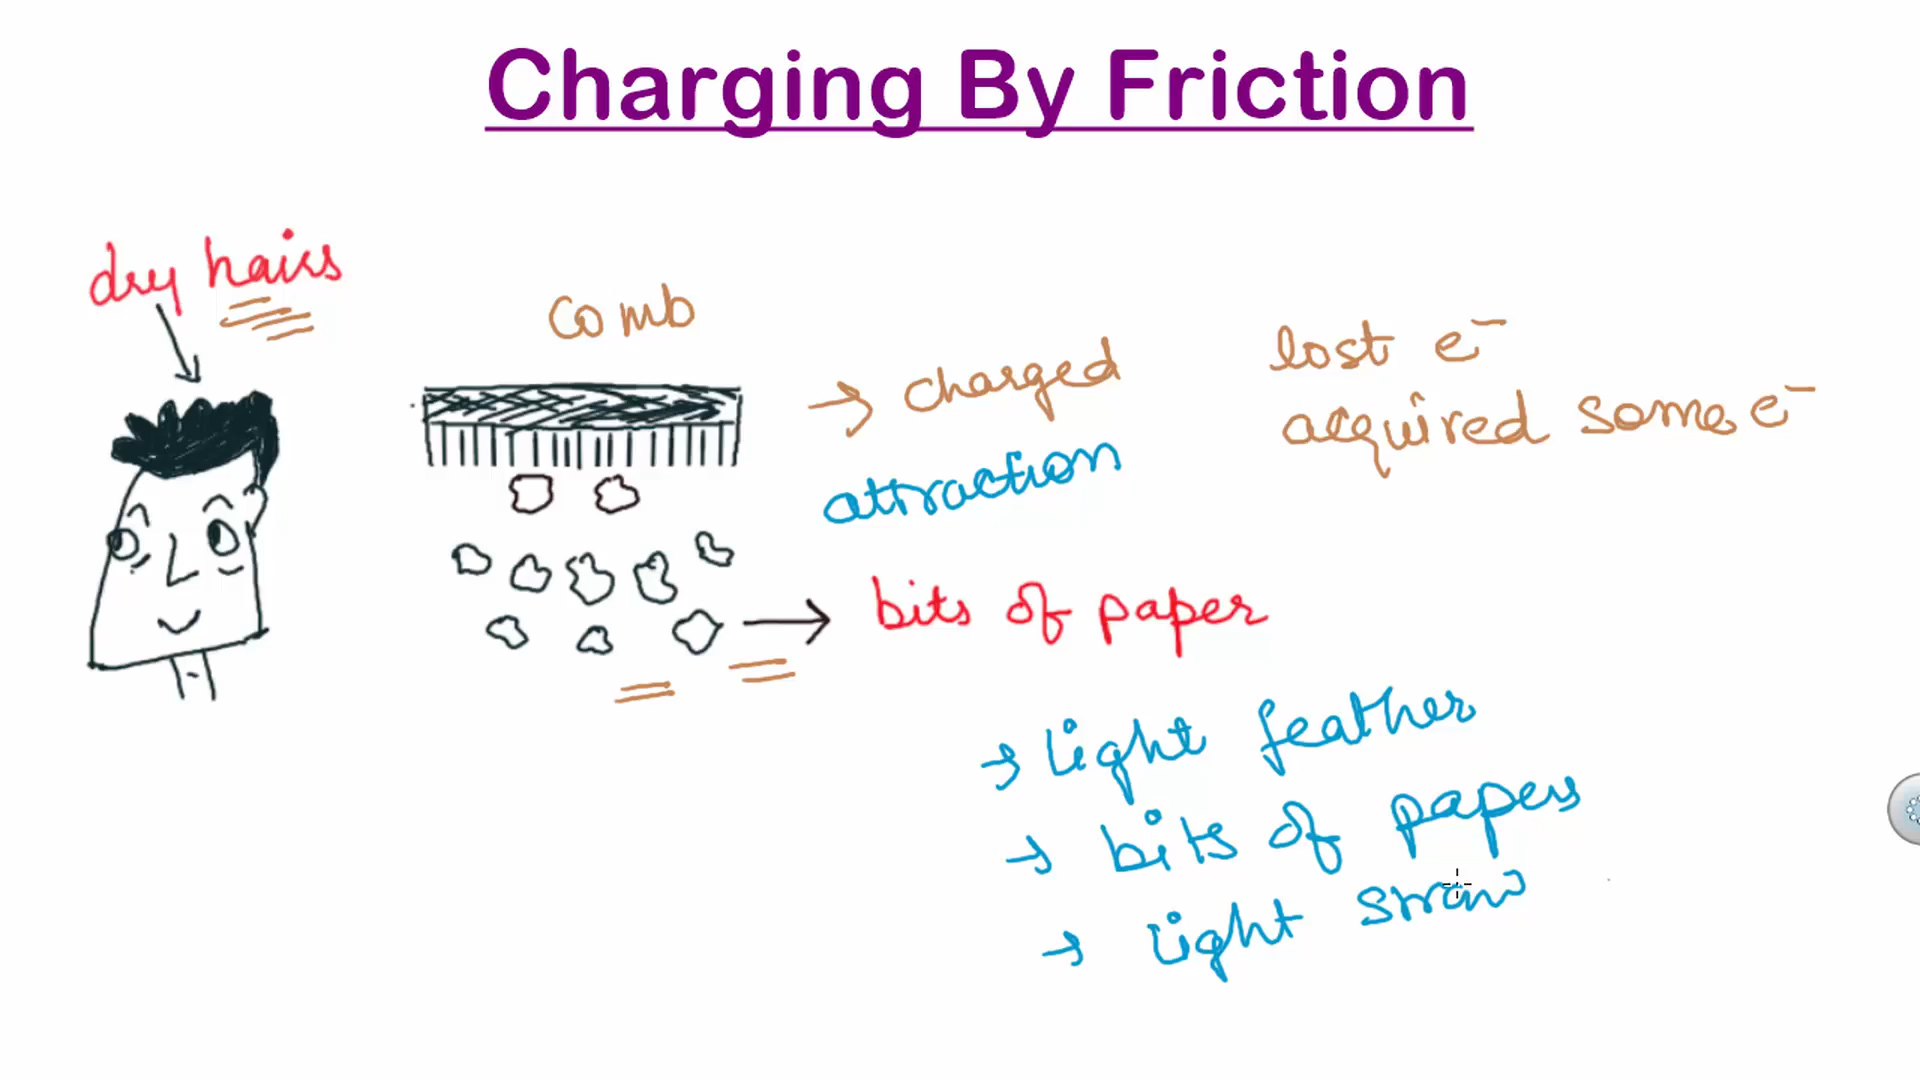 Charging By Friction
dry hairs
comb
→ charged
lost e⁻
acquired some e⁻
attraction
→ bits of paper
→ light feather
→ bits of papers
→ light straw